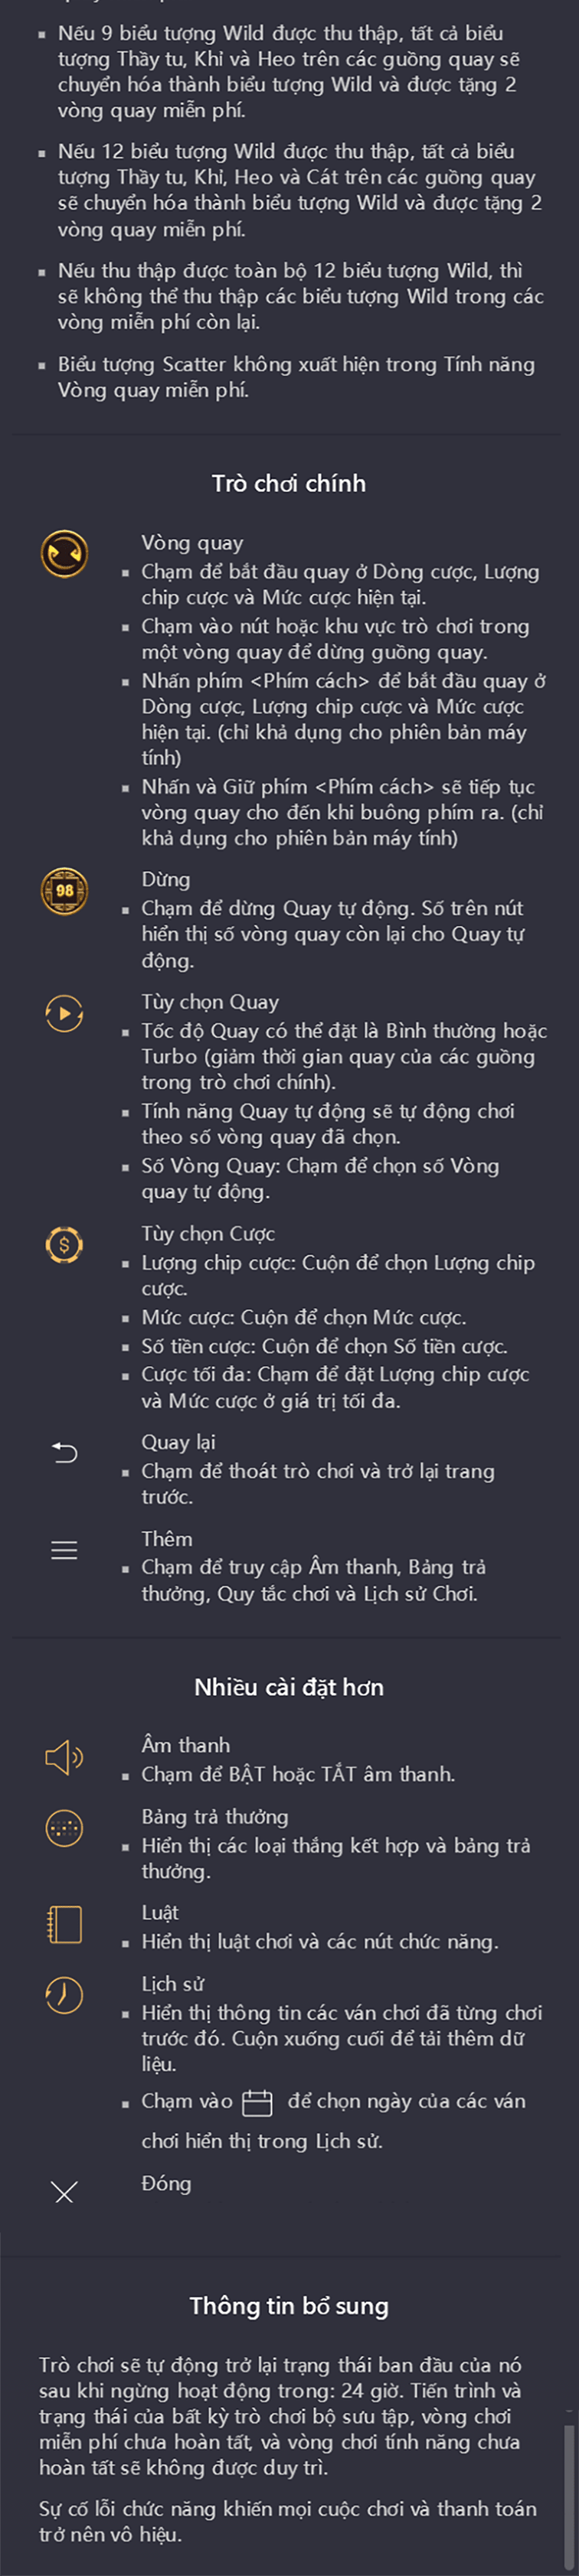 Nếu 9 biểu tượng Wild được thu thập, tất cả biểu
tượng Thầy tu, Khỉ và Heo trên các guồng quay sẽ
chuyển hóa thành biểu tượng Wild và được tặng 2
vòng quay miễn phí.
Nếu 12 biểu tượng Wild được thu thập, tất cả biểu
tượng Thầy tu, Khỉ, Heo và Cát trên các guồng quay
sẽ chuyển hóa thành biểu tượng Wild và được tặng 2
vòng quay miễn phí.
Nếu thu thập được toàn bộ 12 biểu tượng Wild, thì
sẽ không thể thu thập các biểu tượng Wild trong các
vòng miễn phí còn lại.
Biểu tượng Scatter không xuất hiện trong Tính năng
Vòng quay miễn phí.
Trò chơi chính
Vòng quay
Chạm để bắt đầu quay ở Dòng cược, Lượng
chip cược và Mức cược hiện tại.
Chạm vào nút hoặc khu vực trò chơi trong
một vòng quay để dừng guồng quay.
Nhấn phím <Phím cách> để bắt đầu quay ở
Dòng cược, Lượng chip cược và Mức cược
hiện tại. (chỉ khả dụng cho phiên bản máy
tính)
Nhấn và Giữ phím <Phím cách> sẽ tiếp tục
vòng quay cho đến khi buông phím ra. (chỉ
khả dụng cho phiên bản máy tính)
98
Dừng
Chạm để dừng Quay tự động. Số trên nút
hiển thị số vòng quay còn lại cho Quay tự
động.
Tùy chọn Quay
Tốc độ Quay có thể đặt là Bình thường hoặc
Turbo (giảm thời gian quay của các guồng
trong trò chơi chính).
Tính năng Quay tự động sẽ tự động chơi
theo số vòng quay đã chọn.
Số Vòng Quay: Chạm để chọn số Vòng
quay tự động.
$
Tùy chọn Cược
Lượng chip cược: Cuộn để chọn Lượng chip
cược.
Mức cược: Cuộn để chọn Mức cược.
Số tiền cược: Cuộn để chọn Số tiền cược.
Cược tối đa: Chạm để đặt Lượng chip cược
và Mức cược ở giá trị tối đa.
Quay lại
Chạm để thoát trò chơi và trở lại trang
trước.
Thêm
Chạm để truy cập Âm thanh, Bảng trả
thưởng, Quy tắc chơi và Lịch sử Chơi.
Nhiều cài đặt hơn
Âm thanh
Chạm để BẬT hoặc TẮT âm thanh.
Bảng trả thưởng
Hiển thị các loại thắng kết hợp và bảng trả
thưởng.
Luật
Hiển thị luật chơi và các nút chức năng.
Lịch sử
Hiển thị thông tin các ván chơi đã từng chơi
trước đó. Cuộn xuống cuối để tải thêm dữ
liệu.
Chạm vào để chọn ngày của các ván
chơi hiển thị trong Lịch sử.
Đóng
Thông tin bổ sung
Trò chơi sẽ tự động trở lại trạng thái ban đầu của nó
sau khi ngừng hoạt động trong: 24 giờ. Tiến trình và
trạng thái của bất kỳ trò chơi bộ sưu tập, vòng chơi
miễn phí chưa hoàn tất, và vòng chơi tính năng chưa
hoàn tất sẽ không được duy trì.
Sự cố lỗi chức năng khiến mọi cuộc chơi và thanh toán
trở nên vô hiệu.